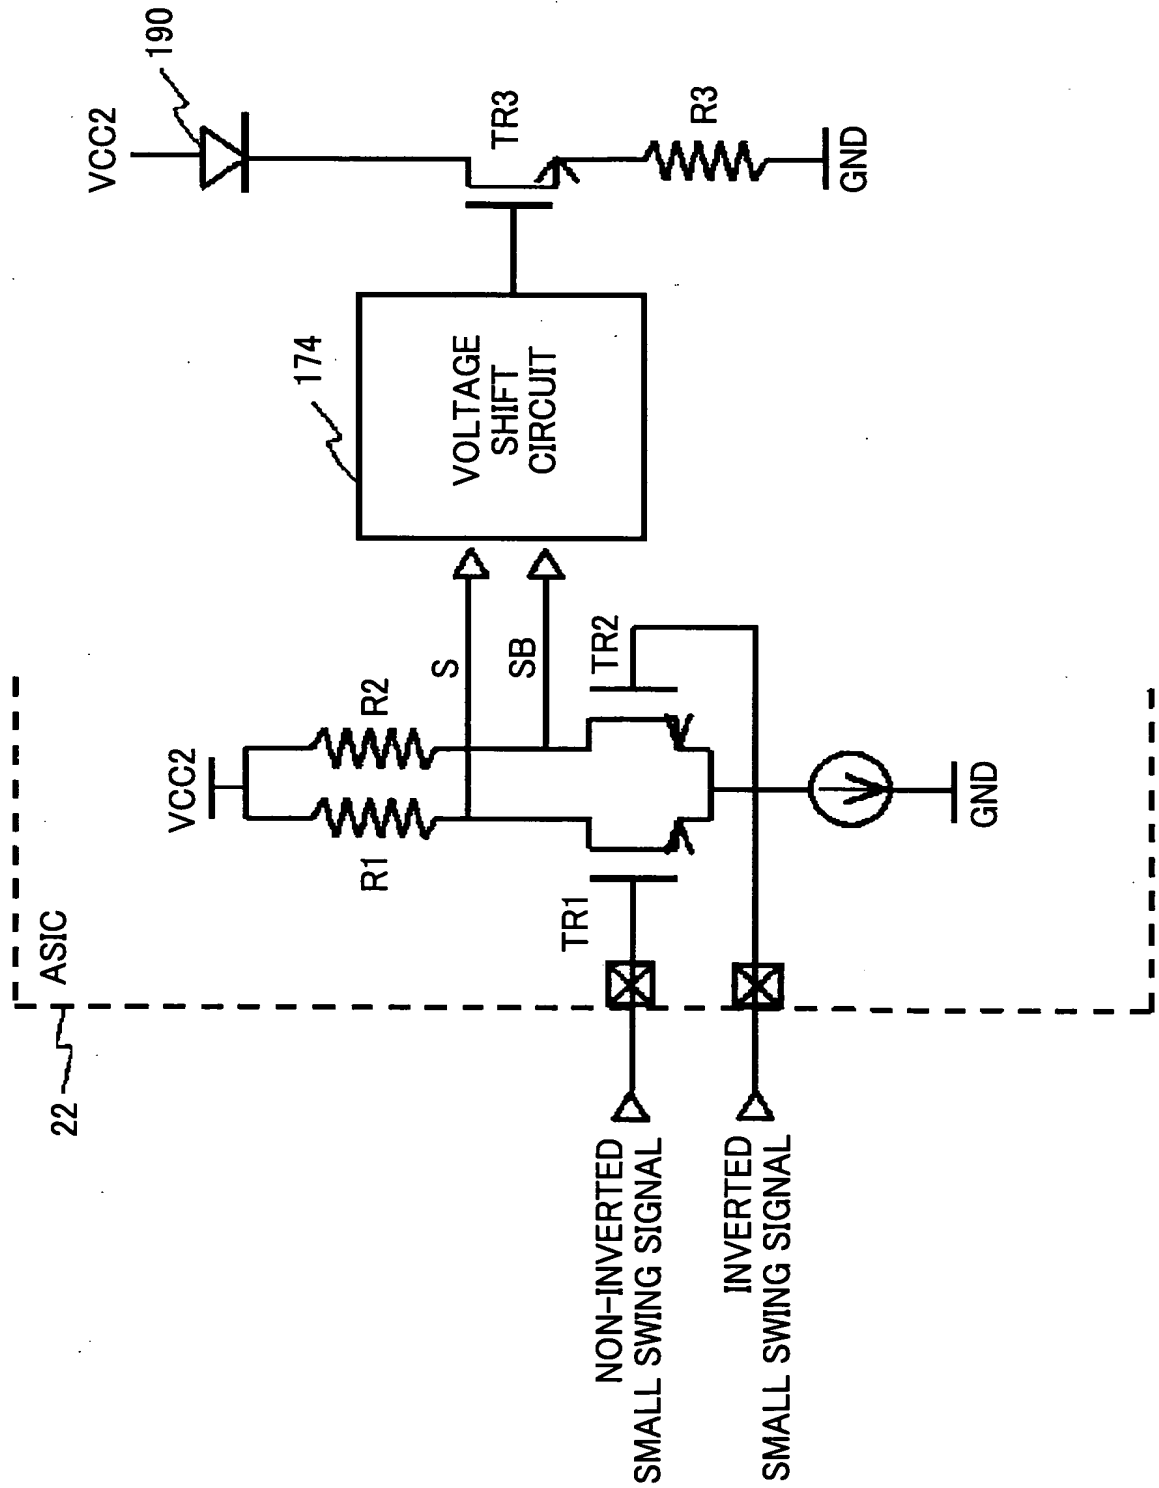 22
ASIC
VCC2
R1
R2
S
SB
TR1
TR2
GND
NON-INVERTED
SMALL SWING SIGNAL
INVERTED
SMALL SWING SIGNAL
174
VOLTAGE
SHIFT
CIRCUIT
VCC2
190
TR3
R3
GND